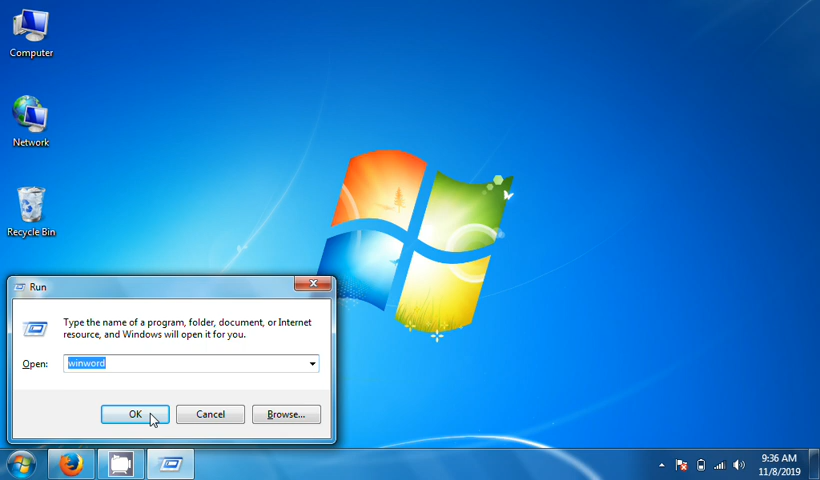 Computer
Network
Recycle Bin
Run
Type the name of a program, folder, document, or Internet
resource, and Windows will open it for you.
Open:
winword
OK
Cancel
Browse...
9:36 AM
11/8/2019